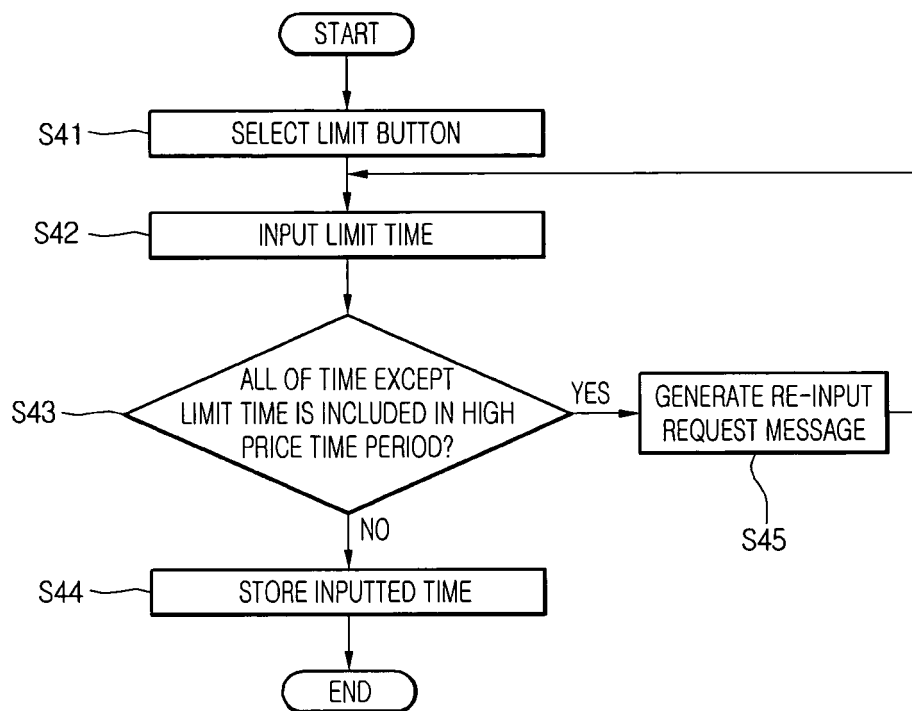 START
S41
SELECT LIMIT BUTTON
S42
INPUT LIMIT TIME
S43
ALL OF TIME EXCEPT
LIMIT TIME IS INCLUDED IN HIGH
PRICE TIME PERIOD?
YES
GENERATE RE-INPUT
REQUEST MESSAGE
S45
NO
S44
STORE INPUTTED TIME
END